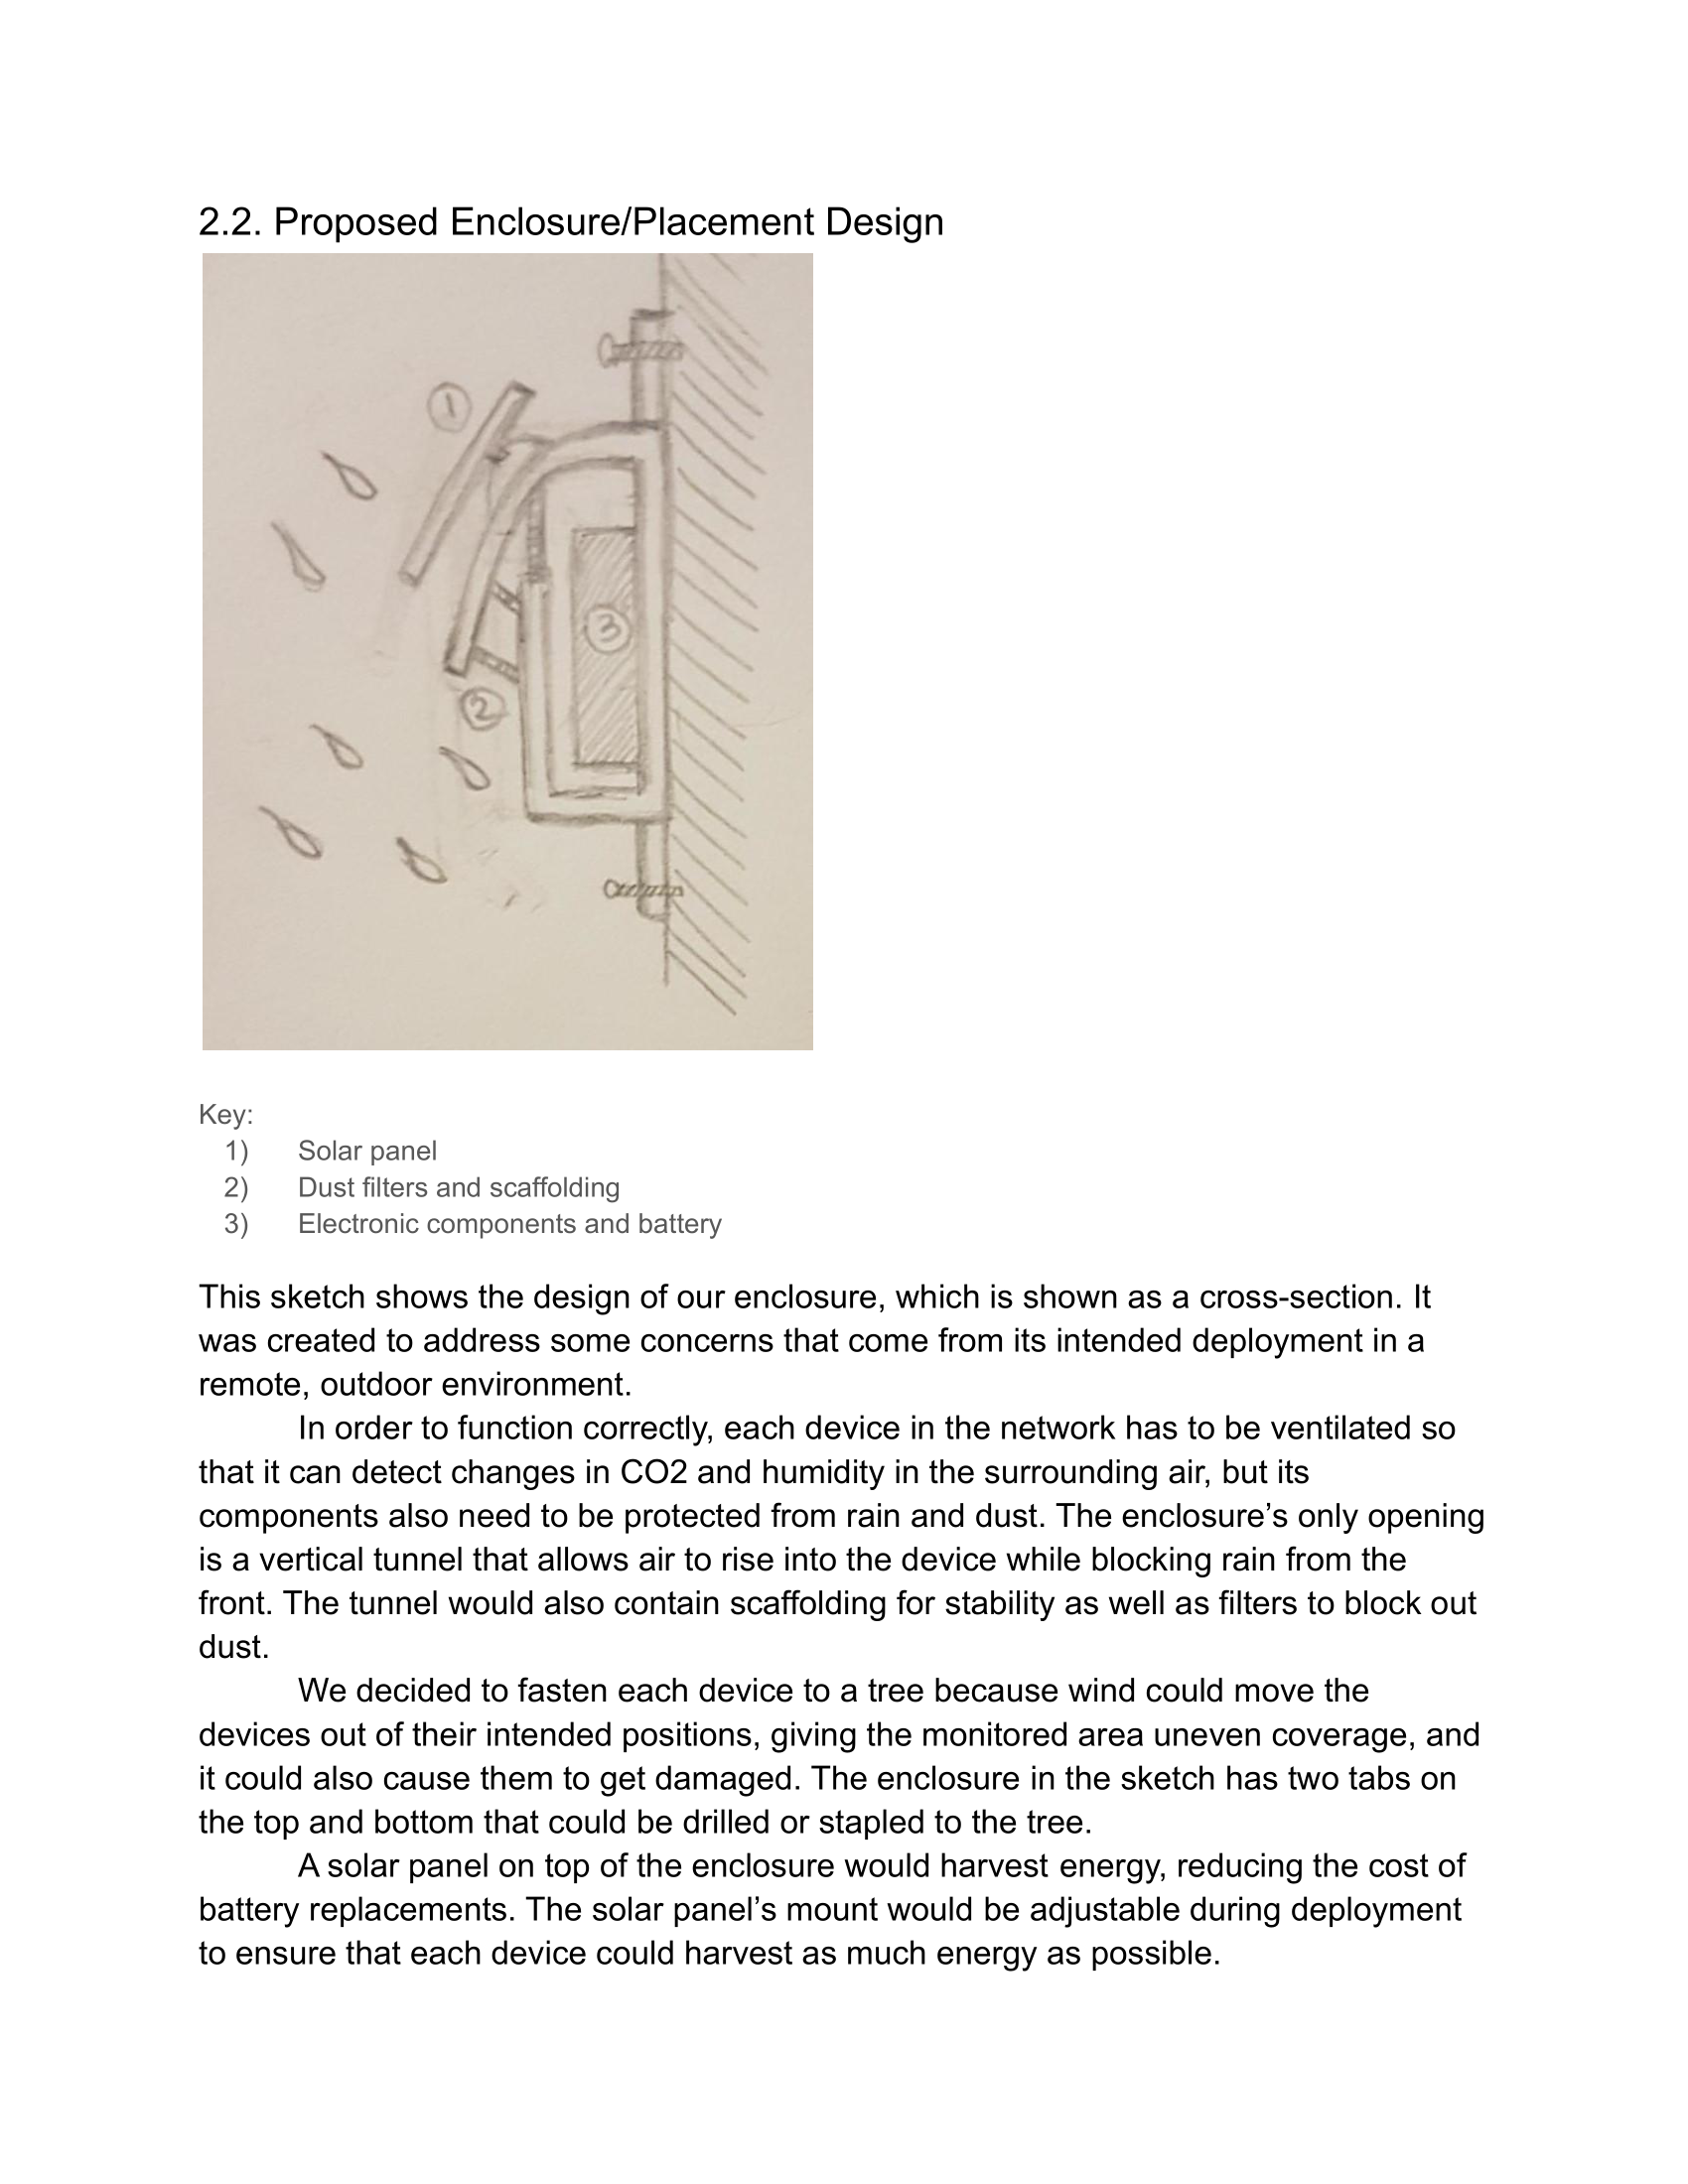 2.2. Proposed Enclosure/Placement Design
1
2
3
Key:
1) Solar panel
2) Dust filters and scaffolding
3) Electronic components and battery
This sketch shows the design of our enclosure, which is shown as a cross-section. It
was created to address some concerns that come from its intended deployment in a
remote, outdoor environment.
In order to function correctly, each device in the network has to be ventilated so
that it can detect changes in CO2 and humidity in the surrounding air, but its
components also need to be protected from rain and dust. The enclosure’s only opening
is a vertical tunnel that allows air to rise into the device while blocking rain from the
front. The tunnel would also contain scaffolding for stability as well as filters to block out
dust.
We decided to fasten each device to a tree because wind could move the
devices out of their intended positions, giving the monitored area uneven coverage, and
it could also cause them to get damaged. The enclosure in the sketch has two tabs on
the top and bottom that could be drilled or stapled to the tree.
A solar panel on top of the enclosure would harvest energy, reducing the cost of
battery replacements. The solar panel’s mount would be adjustable during deployment
to ensure that each device could harvest as much energy as possible.